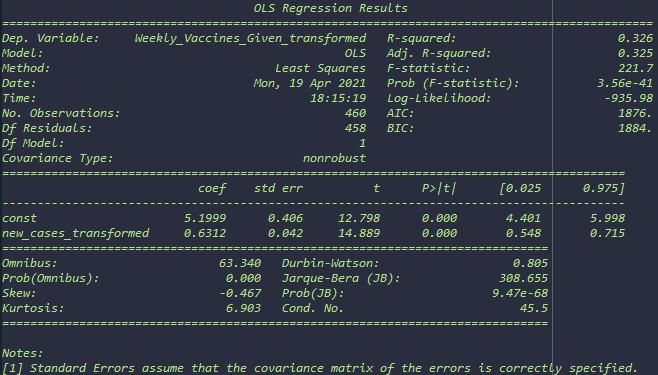 OLS Regression Results
=============================================================================================
Dep. Variable:     Weekly_Vaccines_Given_transformed   R-squared:                       0.326
Model:                                           OLS   Adj. R-squared:                  0.325
Method:                                Least Squares   F-statistic:                     221.7
Date:                               Mon, 19 Apr 2021   Prob (F-statistic):           3.56e-41
Time:                                       18:15:19   Log-Likelihood:                -935.98
No. Observations:                                460   AIC:                             1876.
Df Residuals:                                    458   BIC:                             1884.
Df Model:                                          1
Covariance Type:                           nonrobust
=========================================================================================
                            coef    std err          t      P>|t|      [0.025      0.975]
-----------------------------------------------------------------------------------------
const                     5.1999      0.406     12.798      0.000       4.401       5.998
new_cases_transformed     0.6312      0.042     14.889      0.000       0.548       0.715
==============================================================================
Omnibus:                       63.340   Durbin-Watson:                   0.805
Prob(Omnibus):                  0.000   Jarque-Bera (JB):              308.655
Skew:                          -0.467   Prob(JB):                     9.47e-68
Kurtosis:                       6.903   Cond. No.                         45.5
==============================================================================
Notes:
[1] Standard Errors assume that the covariance matrix of the errors is correctly specified.